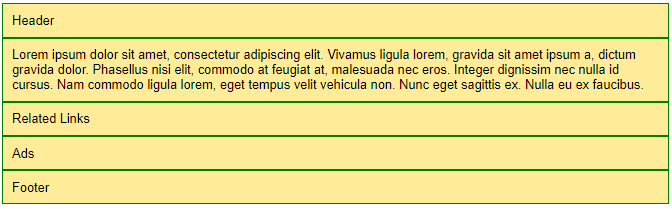 Header
Lorem ipsum dolor sit amet, consectetur adipiscing elit. Vivamus ligula lorem, gravida sit amet ipsum a, dictum
gravida dolor. Phasellus nisi elit, commodo at feugiat at, malesuada nec eros. Integer dignissim nec nulla id
cursus. Nam commodo ligula lorem, eget tempus velit vehicula non. Nunc eget sagittis ex. Nulla eu ex faucibus.
Related Links
Ads
Footer